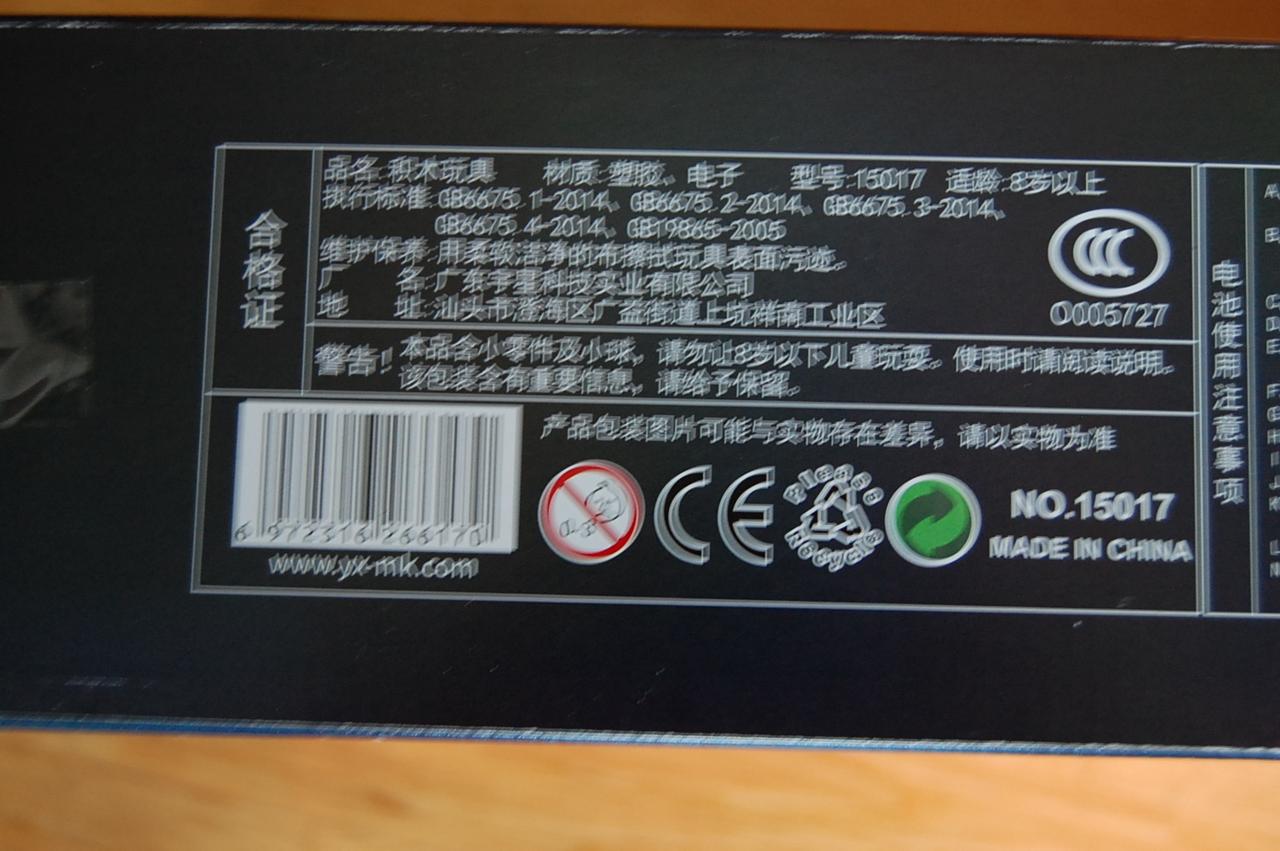 合格证
品名:积木玩具 材质:塑胶、电子 型号:15017 适龄:8岁以上
执行标准:GB6675.1-2014、GB6675.2-2014、GB6675.3-2014、
GB6675.4-2014、GB19865-2005
维护保养:用柔软洁净的布擦拭玩具表面污迹。
厂 名:广东宇星科技实业有限公司
地 址:汕头市澄海区广益街道上坑祥南工业区
0005727
警告! 本品含小零件及小球,请勿让8岁以下儿童玩耍。使用时请阅读说明。
该包装含有重要信息,请给予保留。
6 972316 266170
www.yx-mk.com
产品包装图片可能与实物存在差异,请以实物为准
0-3
CE
Please Recycle
NO.15017
MADE IN CHINA
电池使用注意事项